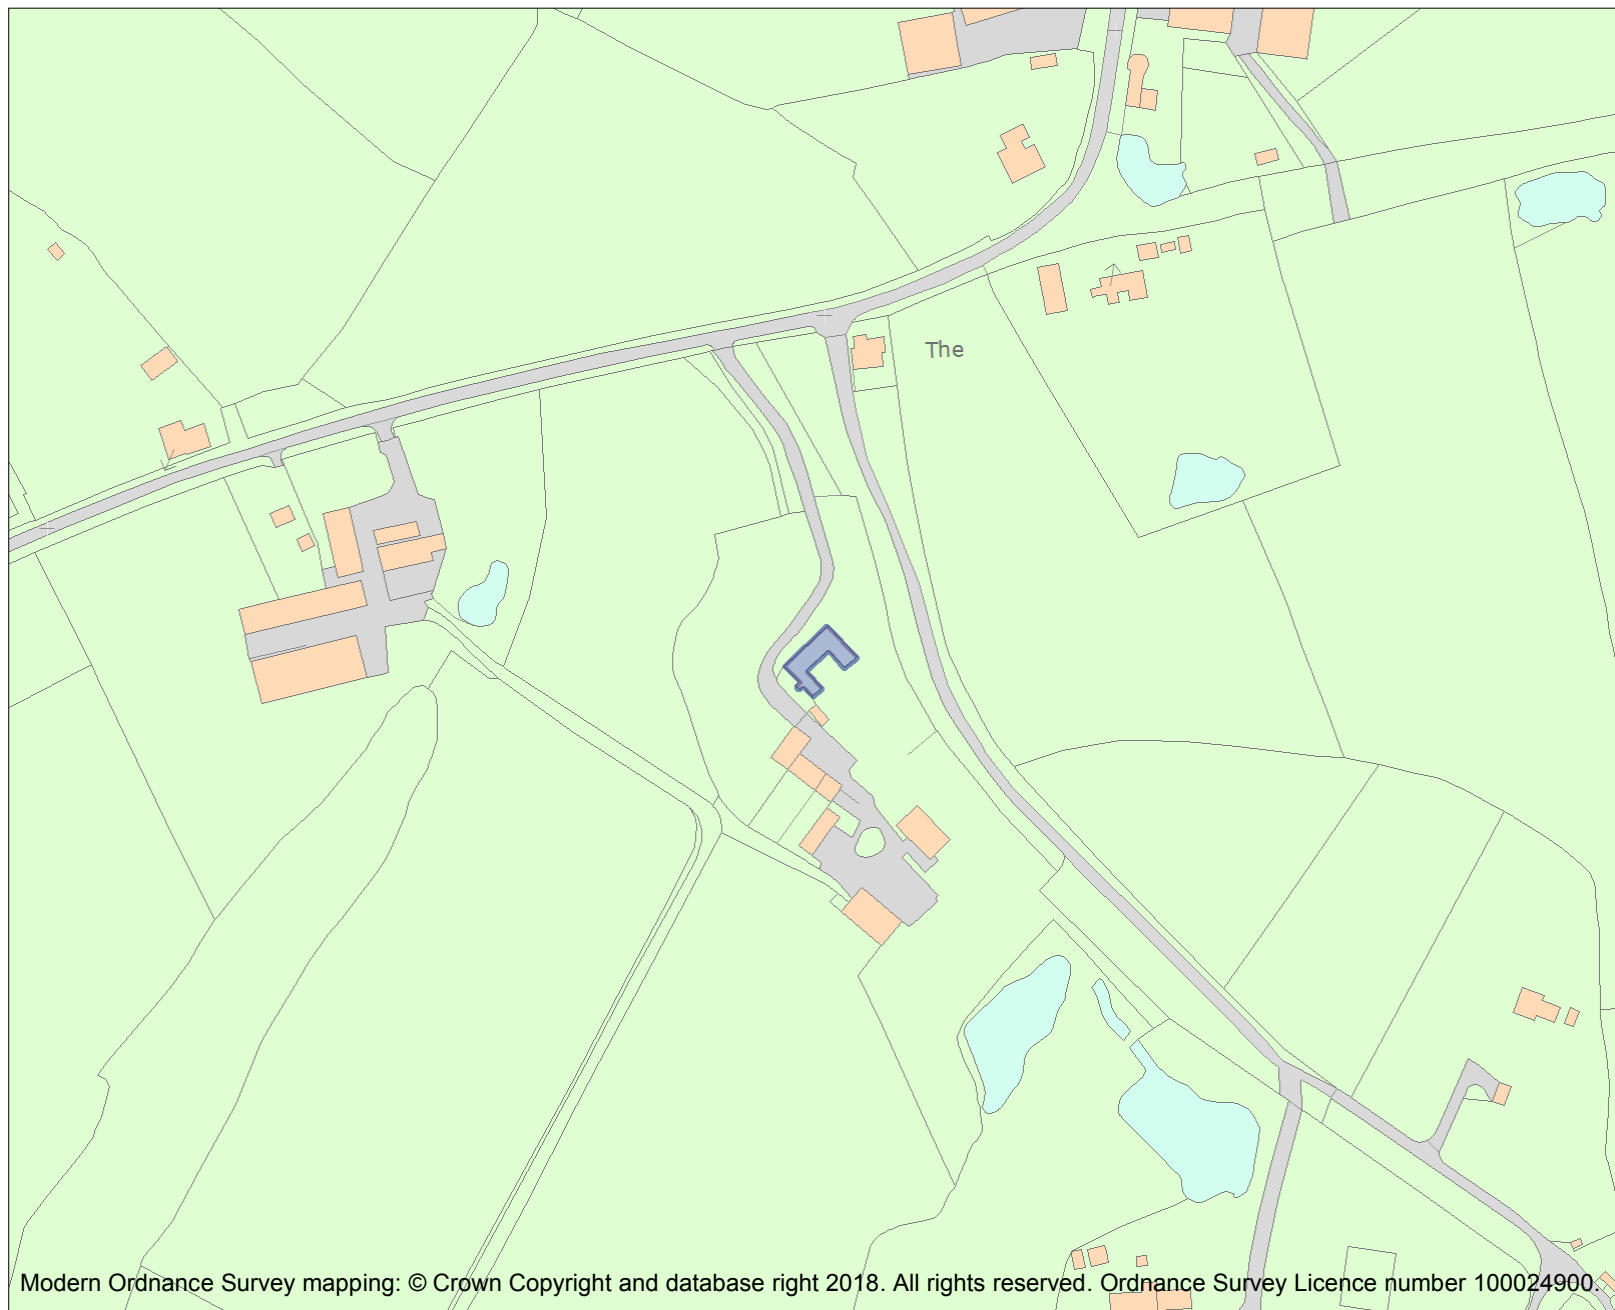 The
Modern Ordnance Survey mapping: © Crown Copyright and database right 2018. All rights reserved. Ordnance Survey Licence number 100024900.